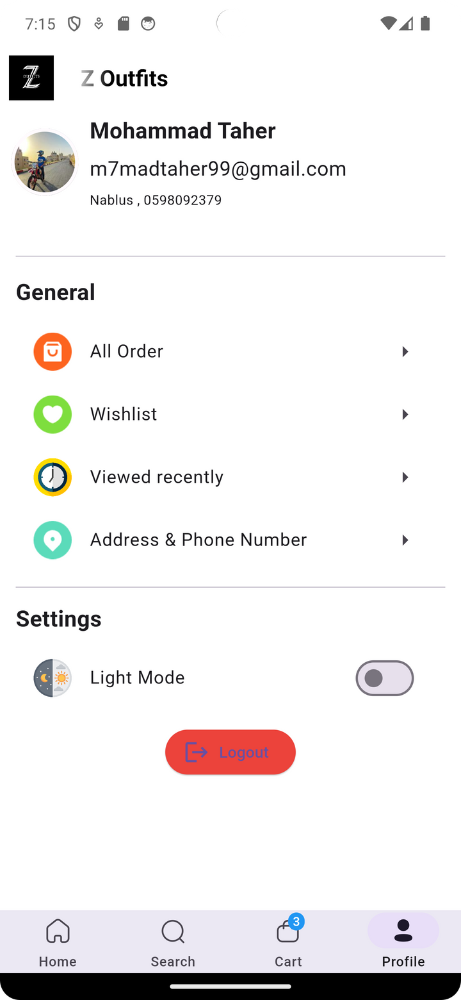 7:15
Z OUTFITS
Z Outfits
Mohammad Taher
m7madtaher99@gmail.com
Nablus , 0598092379
General
All Order
Wishlist
Viewed recently
Address & Phone Number
Settings
Light Mode
Logout
3
Home Search Cart Profile